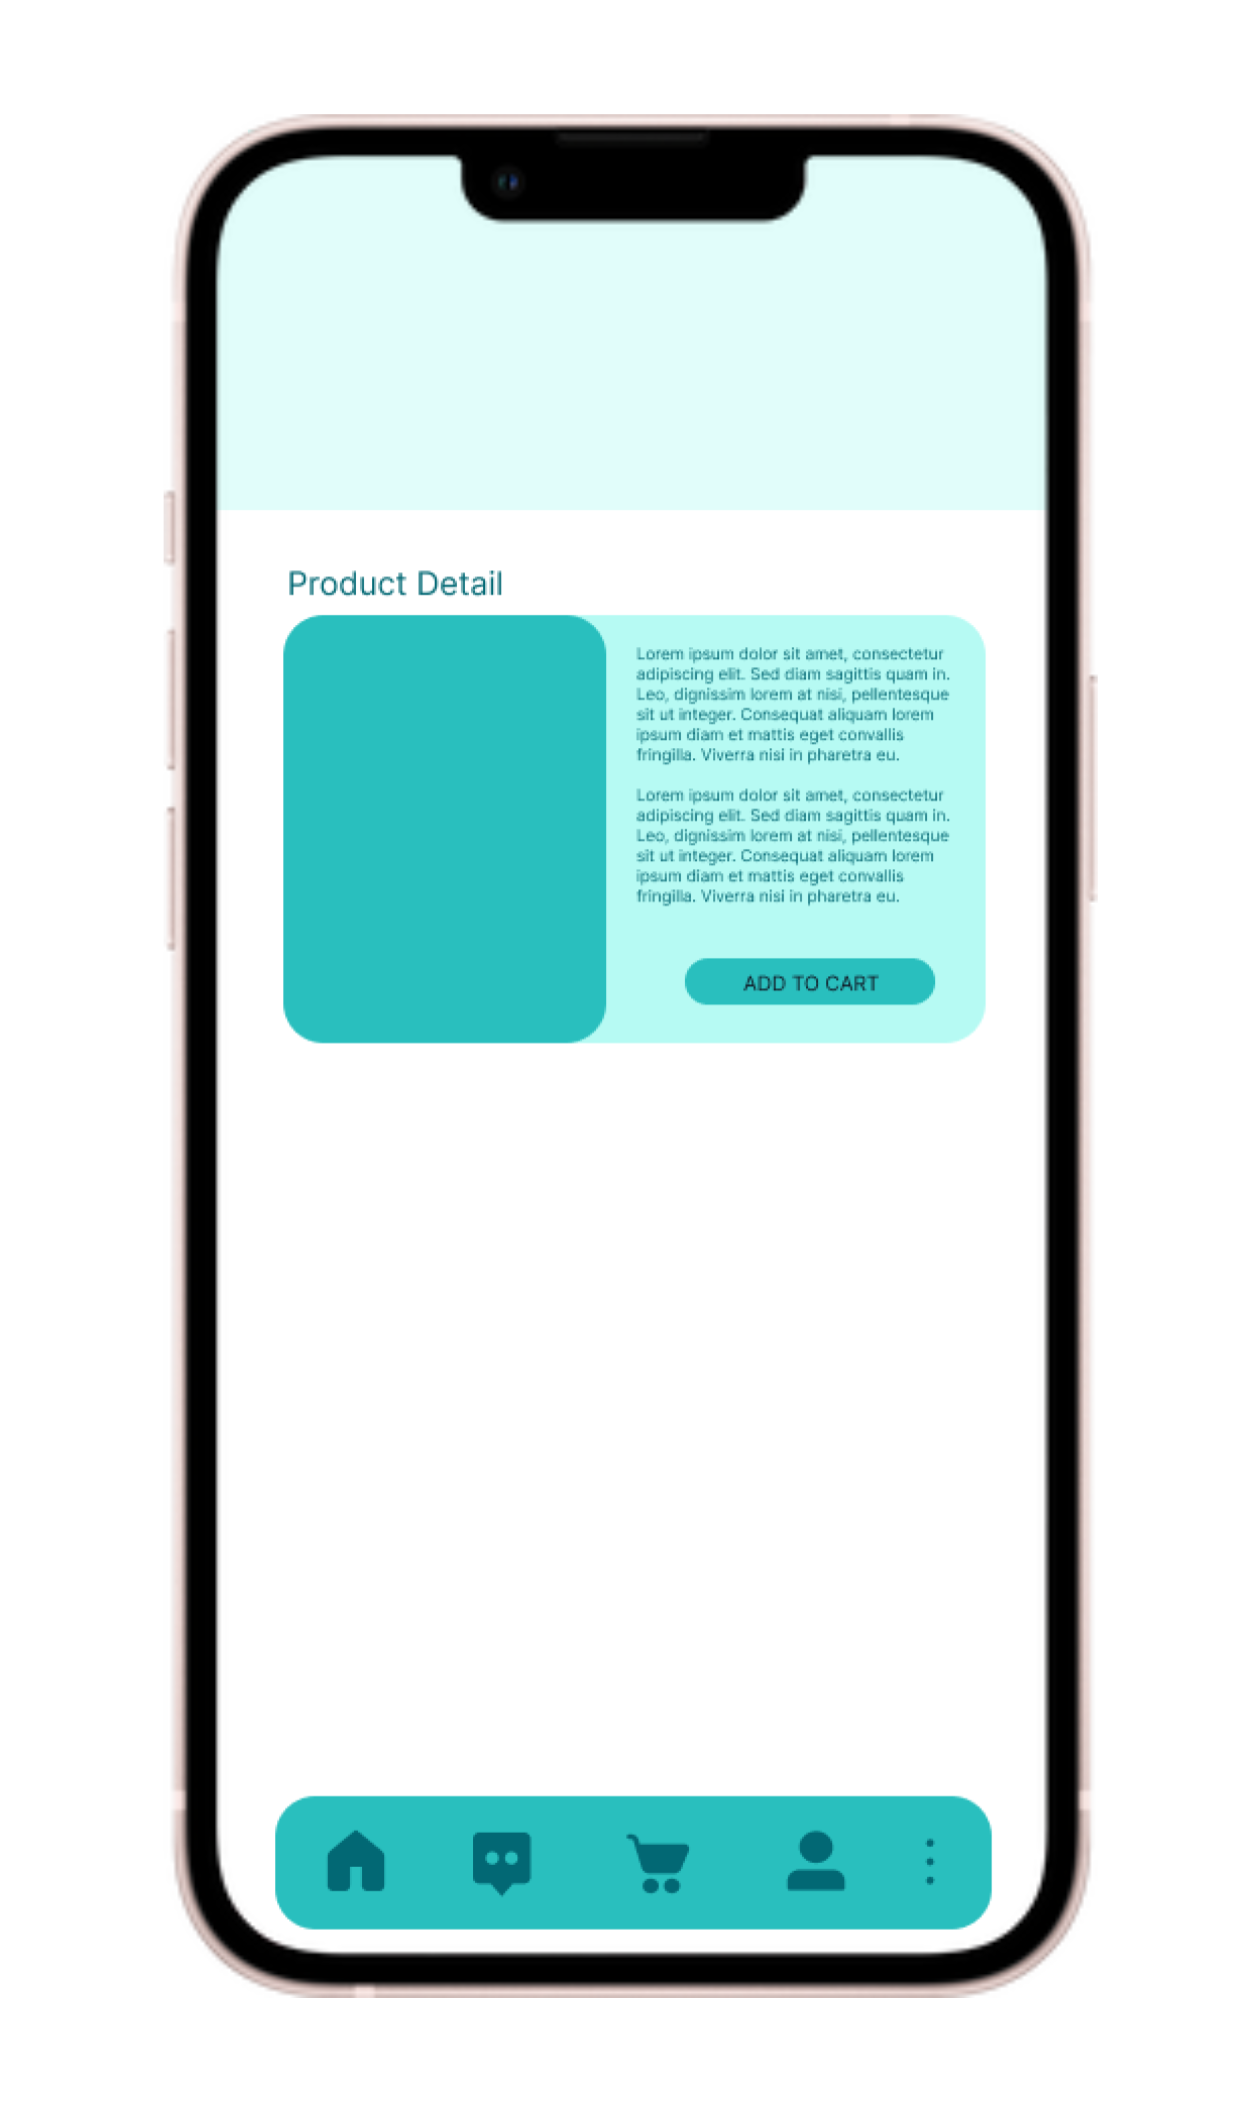 Product Detail
Lorem ipsum dolor sit amet, consectetur
adipiscing elit. Sed diam sagittis quam in.
Leo, dignissim lorem at nisi, pellentesque
sit ut integer. Consequat aliquam lorem
ipsum diam et mattis eget convallis
fringilla. Viverra nisi in pharetra eu.
Lorem ipsum dolor sit amet, consectetur
adipiscing elit. Sed diam sagittis quam in.
Leo, dignissim lorem at nisi, pellentesque
sit ut integer. Consequat aliquam lorem
ipsum diam et mattis eget convallis
fringilla. Viverra nisi in pharetra eu.
ADD TO CART